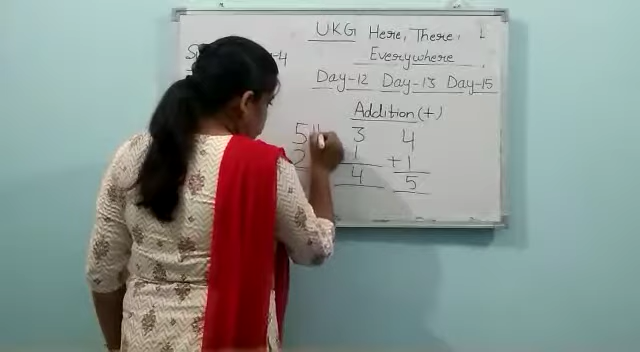 UKG Here, There,
-4 Everywhere
Day-12 Day-13 Day-15
Addition (+)
5 3 4
2 1 +1
4 5